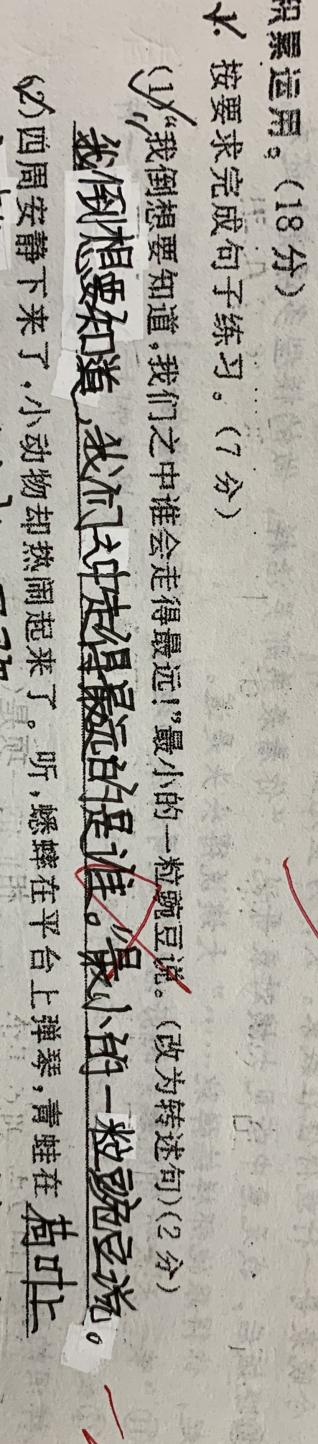 积累运用。(18分)
按要求完成句子练习。(7分)
(1)“我倒想要知道,我们之中谁会走得最远!”最小的一粒豌豆说。(改为转述句)(2分)
我倒想要知道,我们之中走得最远的是谁。”最小的一粒豌豆说。
(2)四周安静下来了,小动物却热闹起来了。听,蟋蟀在平台上弹琴,青蛙在荷叶上